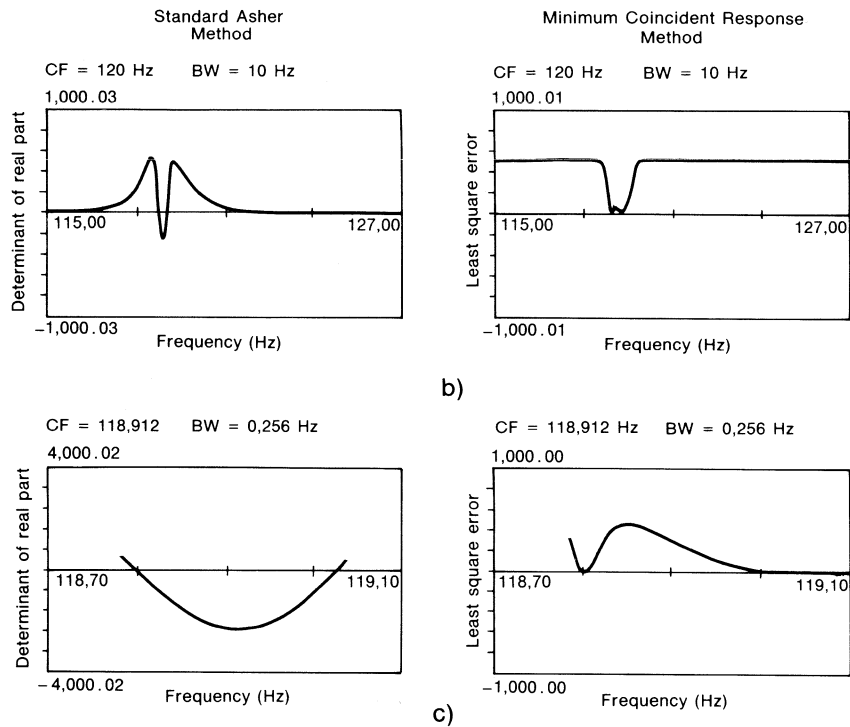 Standard Asher
Method
Minimum Coincident Response
Method
CF = 120 Hz BW = 10 Hz
1,000.03
Determinant of real part
115,00
127,00
-1,000.03
Frequency (Hz)
CF = 120 Hz BW = 10 Hz
1,000.01
Least square error
115,00
127,00
-1,000.01
Frequency (Hz)
b)
CF = 118,912 BW = 0,256 Hz
4,000.02
Determinant of real part
118,70
119,10
-4,000.02
Frequency (Hz)
CF = 118,912 Hz BW = 0,256 Hz
1,000.00
Least square error
118,70
119,10
-1,000.00
Frequency (Hz)
c)